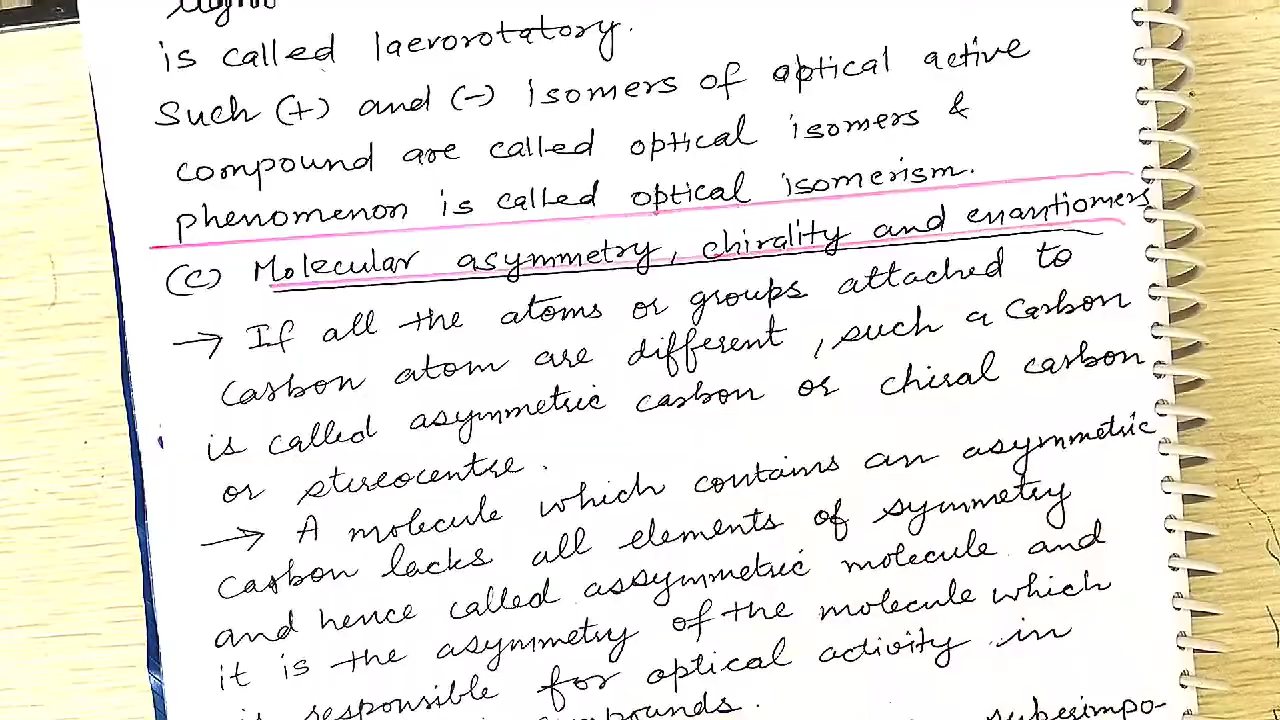 light
is called laevorotatory.
Such (+) and (-) isomers of optical active
compound are called optical isomers &
phenomenon is called optical isomerism.
(c) Molecular asymmetry, chirality and enantiomers
→ If all the atoms or groups attached to
carbon atom are different, such a carbon
is called asymmetric carbon or chiral carbon
or stereocentre.
→ A molecule which contains an asymmetric
carbon lacks all elements of symmetry
and hence called assymmetric molecule and
it is the asymmetry of the molecule which
is responsible for optical activity in
compounds.
superimpo-